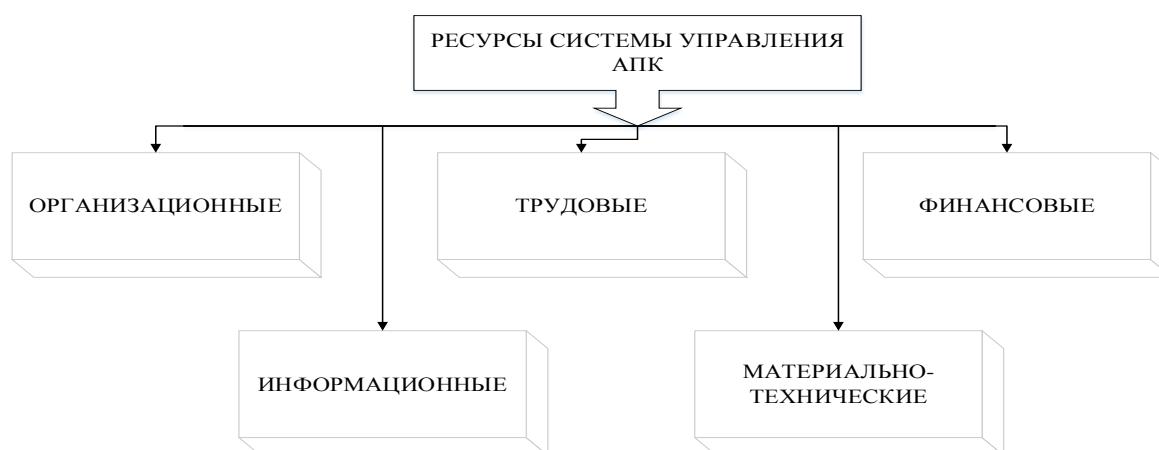 РЕСУРСЫ СИСТЕМЫ УПРАВЛЕНИЯ
АПК
ОРГАНИЗАЦИОННЫЕ
ТРУДОВЫЕ
ФИНАНСОВЫЕ
ИНФОРМАЦИОННЫЕ
МАТЕРИАЛЬНО-
ТЕХНИЧЕСКИЕ